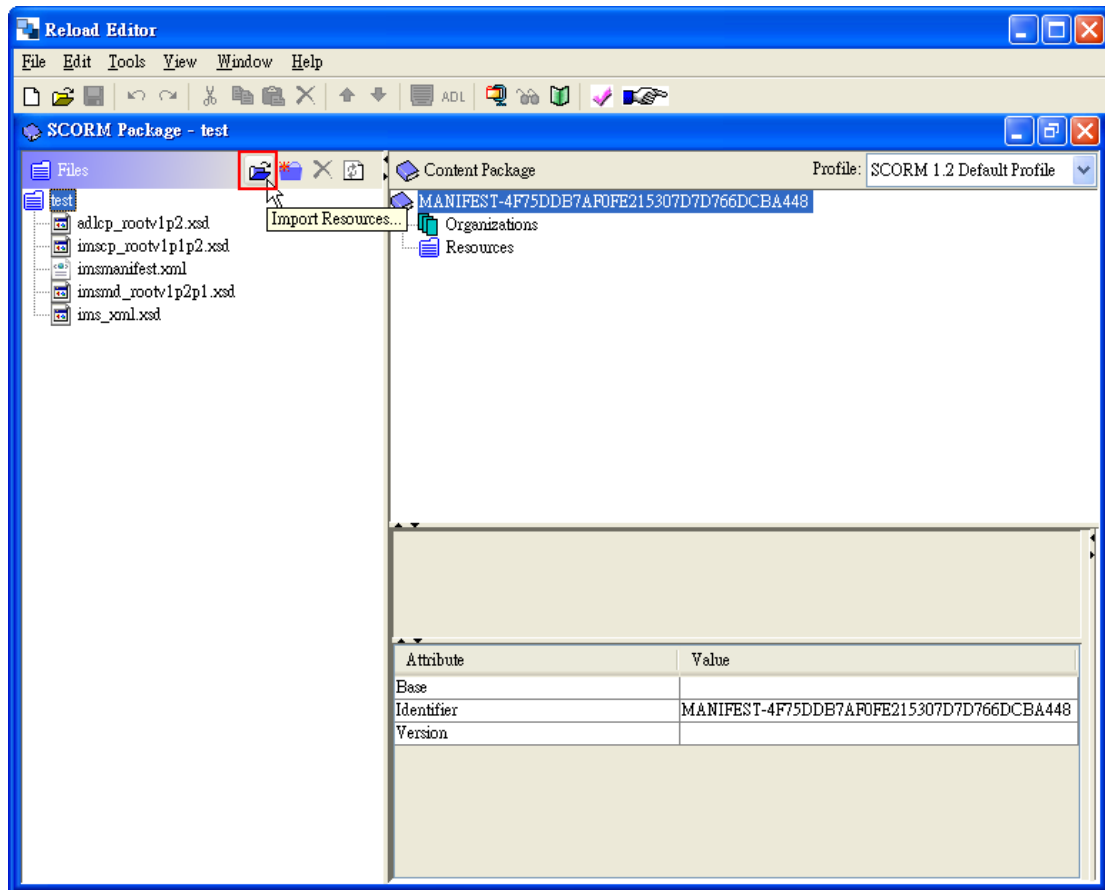 Reload Editor
File Edit Tools View Window Help
ADL
SCORM Package - test
Files
Import Resources...
test
adlcp_rootv1p2.xsd
imscp_rootv1p1p2.xsd
imsmanifest.xml
imsmd_rootv1p2p1.xsd
ims_xml.xsd
Content Package Profile: SCORM 1.2 Default Profile
MANIFEST-4F75DDB7AF0FE215307D7D766DCBA448
Organizations
Resources
Attribute Value
Base
Identifier MANIFEST-4F75DDB7AF0FE215307D7D766DCBA448
Version